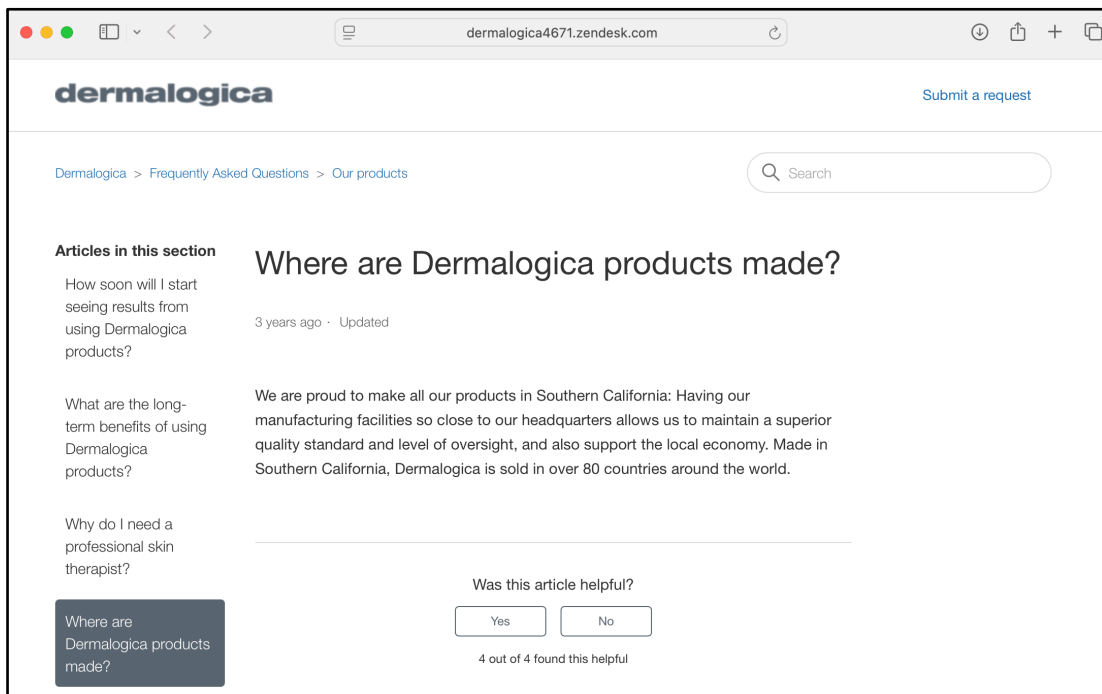 dermalogica4671.zendesk.com
dermalogica
Submit a request
Dermalogica > Frequently Asked Questions > Our products
Search
Articles in this section
How soon will I start
seeing results from
using Dermalogica
products?
What are the long-
term benefits of using
Dermalogica
products?
Why do I need a
professional skin
therapist?
Where are
Dermalogica products
made?
Where are Dermalogica products made?
3 years ago · Updated
We are proud to make all our products in Southern California: Having our
manufacturing facilities so close to our headquarters allows us to maintain a superior
quality standard and level of oversight, and also support the local economy. Made in
Southern California, Dermalogica is sold in over 80 countries around the world.
Was this article helpful?
Yes No
4 out of 4 found this helpful